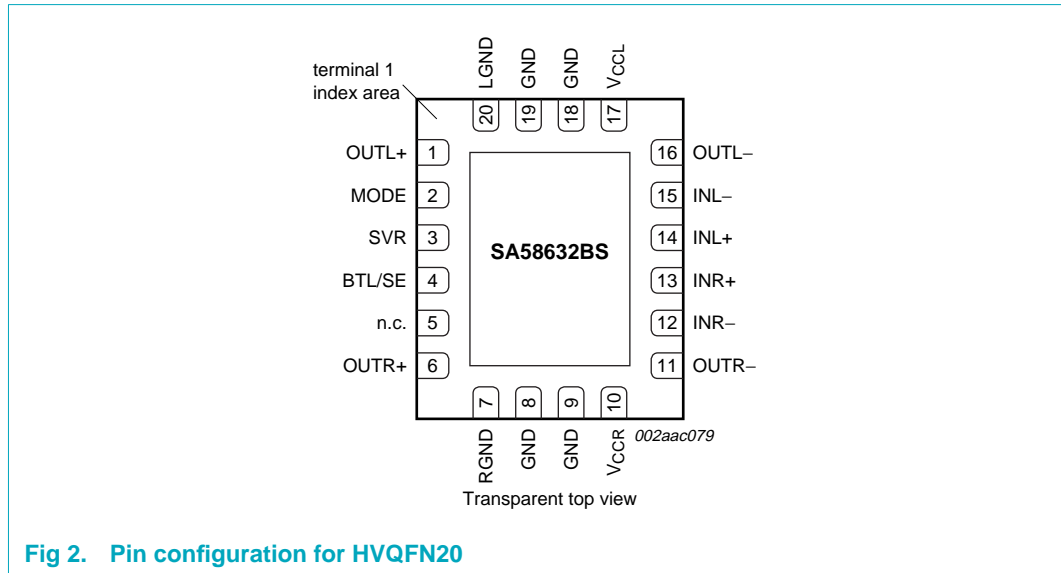 terminal 1
index area
LGND
GND
GND
VCCL
20
19
18
17
OUTL+ 1
16 OUTL−
MODE 2
15 INL−
SVR 3
14 INL+
SA58632BS
BTL/SE 4
13 INR+
n.c. 5
12 INR−
OUTR+ 6
11 OUTR−
7
8
9
10
RGND
GND
GND
VCCR
002aac079
Transparent top view
Fig 2. Pin configuration for HVQFN20